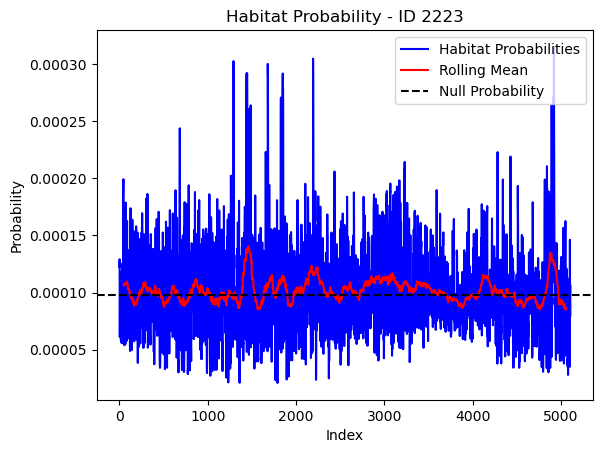 Habitat Probability - ID 2223
Habitat Probabilities
Rolling Mean
Null Probability
Probability
0.00030
0.00025
0.00020
0.00015
0.00010
0.00005
0
1000
2000
3000
4000
5000
Index